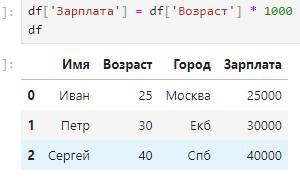 ]: df['Зарплата'] = df['Возраст'] * 1000
df
]: Имя Возраст Город Зарплата
0 Иван 25 Москва 25000
1 Петр 30 Екб 30000
2 Сергей 40 Спб 40000